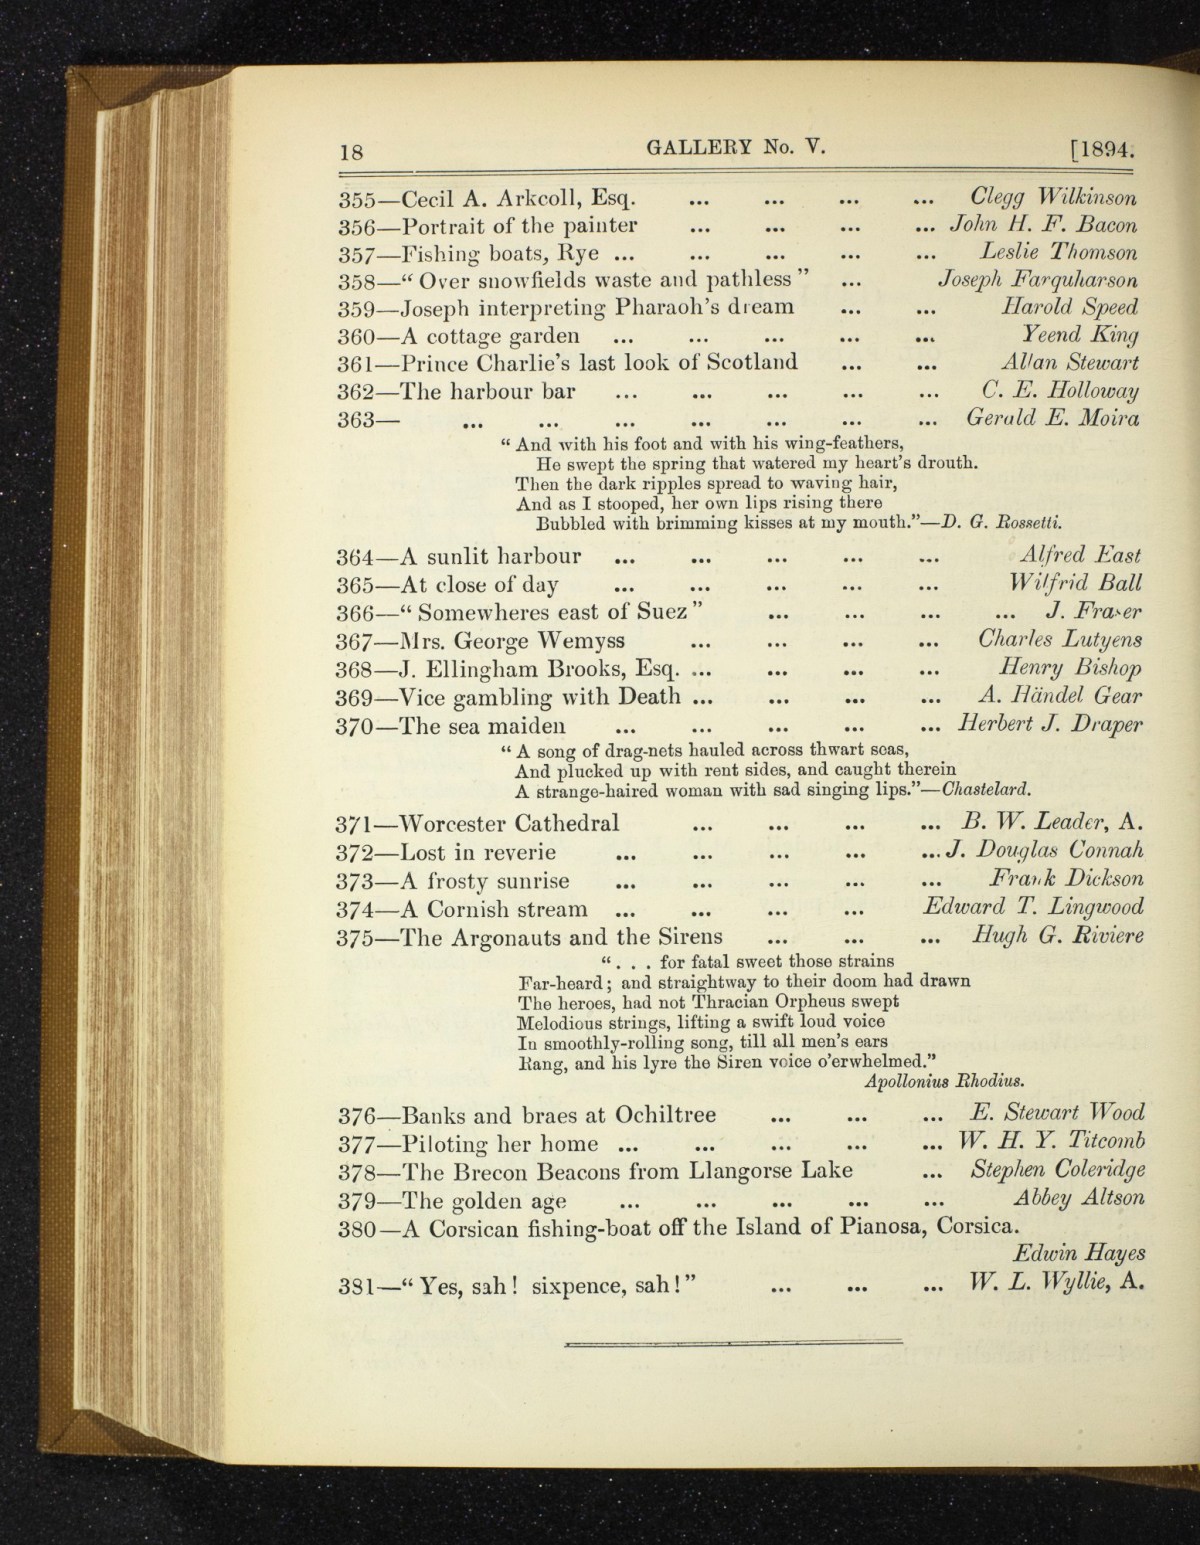 18 GALLERY No. V. [1894.
355—Cecil A. Arkcoll, Esq. ... ... ... ... Clegg Wilkinson
356—Portrait of the painter ... ... ... ... John H. F. Bacon
357—Fishing boats, Rye ... ... ... ... ... Leslie Thomson
358—“ Over snowfields waste and pathless ” ... Joseph Farquharson
359—Joseph interpreting Pharaoh’s dream ... ... Harold Speed
360—A cottage garden ... ... ... ... ... Yeend King
361—Prince Charlie’s last look of Scotland ... ... Allan Stewart
362—The harbour bar ... ... ... ... ... C. E. Holloway
363— ... ... ... ... ... ... ... Gerald E. Moira
“ And with his foot and with his wing-feathers,
He swept the spring that watered my heart’s drouth.
Then the dark ripples spread to waving hair,
And as I stooped, her own lips rising there
Bubbled with brimming kisses at my mouth.”—D. G. Rossetti.
364—A sunlit harbour ... ... ... ... ... Alfred East
365—At close of day ... ... ... ... ... Wilfrid Ball
366—“ Somewheres east of Suez ” ... ... ... ... J. Fraser
367—Mrs. George Wemyss ... ... ... ... Charles Lutyens
368—J. Ellingham Brooks, Esq. ... ... ... ... Henry Bishop
369—Vice gambling with Death ... ... ... ... A. Händel Gear
370—The sea maiden ... ... ... ... ... Herbert J. Draper
“ A song of drag-nets hauled across thwart seas,
And plucked up with rent sides, and caught therein
A strange-haired woman with sad singing lips.”—Chastelard.
371—Worcester Cathedral ... ... ... ... B. W. Leader, A.
372—Lost in reverie ... ... ... ... ... J. Douglas Connah
373—A frosty sunrise ... ... ... ... ... Frank Dickson
374—A Cornish stream ... ... ... ... Edward T. Lingwood
375—The Argonauts and the Sirens ... ... ... Hugh G. Riviere
“ . . . for fatal sweet those strains
Far-heard ; and straightway to their doom had drawn
The heroes, had not Thracian Orpheus swept
Melodious strings, lifting a swift loud voice
In smoothly-rolling song, till all men’s ears
Rang, and his lyre the Siren voice o’erwhelmed.”
Apollonius Rhodius.
376—Banks and braes at Ochiltree ... ... ... E. Stewart Wood
377—Piloting her home ... ... ... ... ... W. H. Y. Titcomb
378—The Brecon Beacons from Llangorse Lake ... Stephen Coleridge
379—The golden age ... ... ... ... ... Abbey Altson
380—A Corsican fishing-boat off the Island of Pianosa, Corsica.
Edwin Hayes
381—“ Yes, sah ! sixpence, sah ! ” ... ... ... W. L. Wyllie, A.